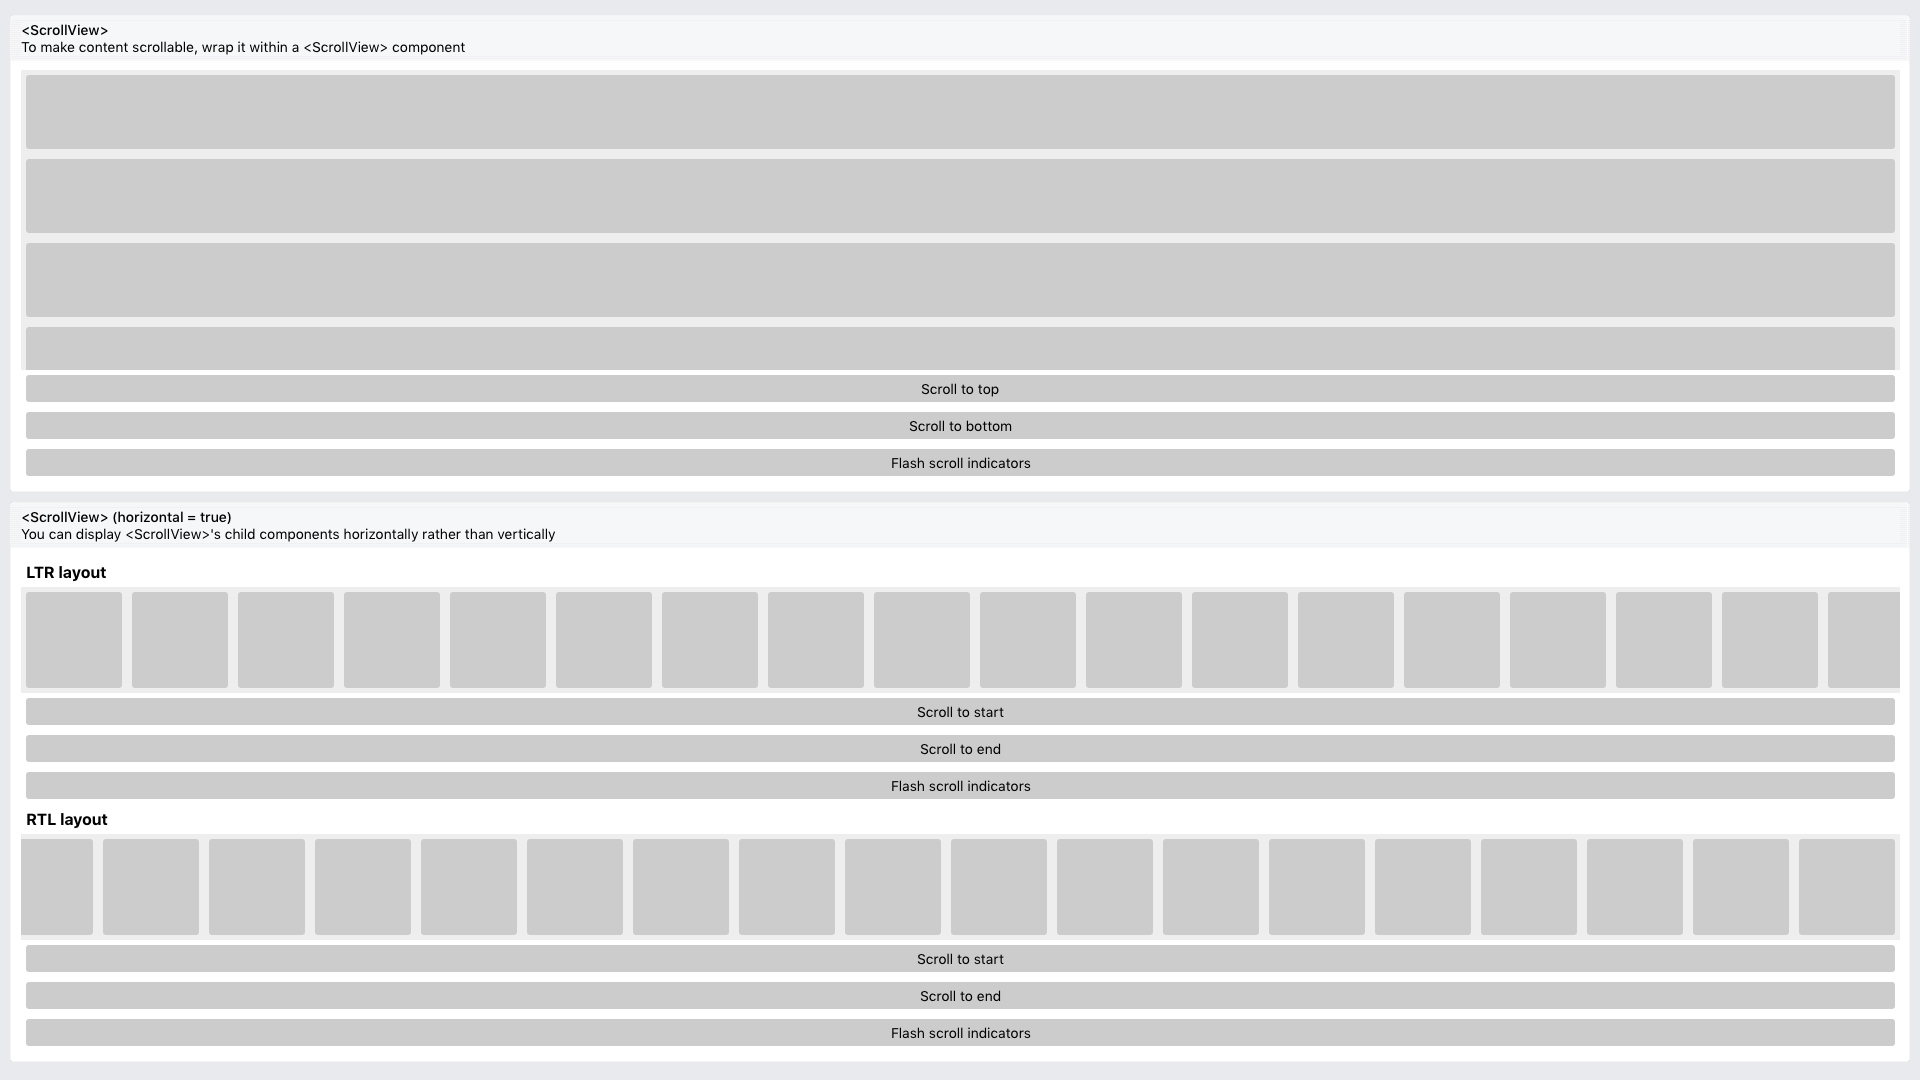 <ScrollView>
To make content scrollable, wrap it within a <ScrollView> component
Scroll to top
Scroll to bottom
Flash scroll indicators
<ScrollView> (horizontal = true)
You can display <ScrollView>'s child components horizontally rather than vertically
LTR layout
Scroll to start
Scroll to end
Flash scroll indicators
RTL layout
Scroll to start
Scroll to end
Flash scroll indicators